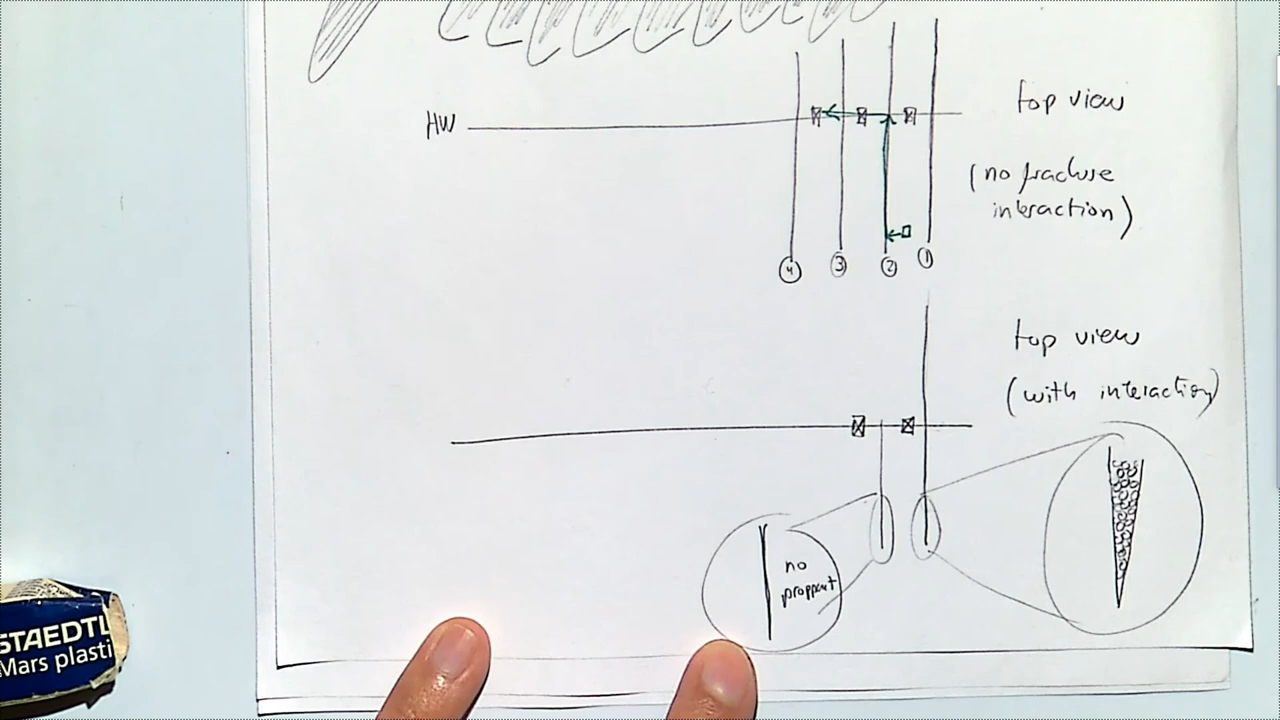 HW
top view
(no fracture
interaction)
4
3
2
1
top view
(with interaction)
no
proppant
STAEDTL
Mars plasti